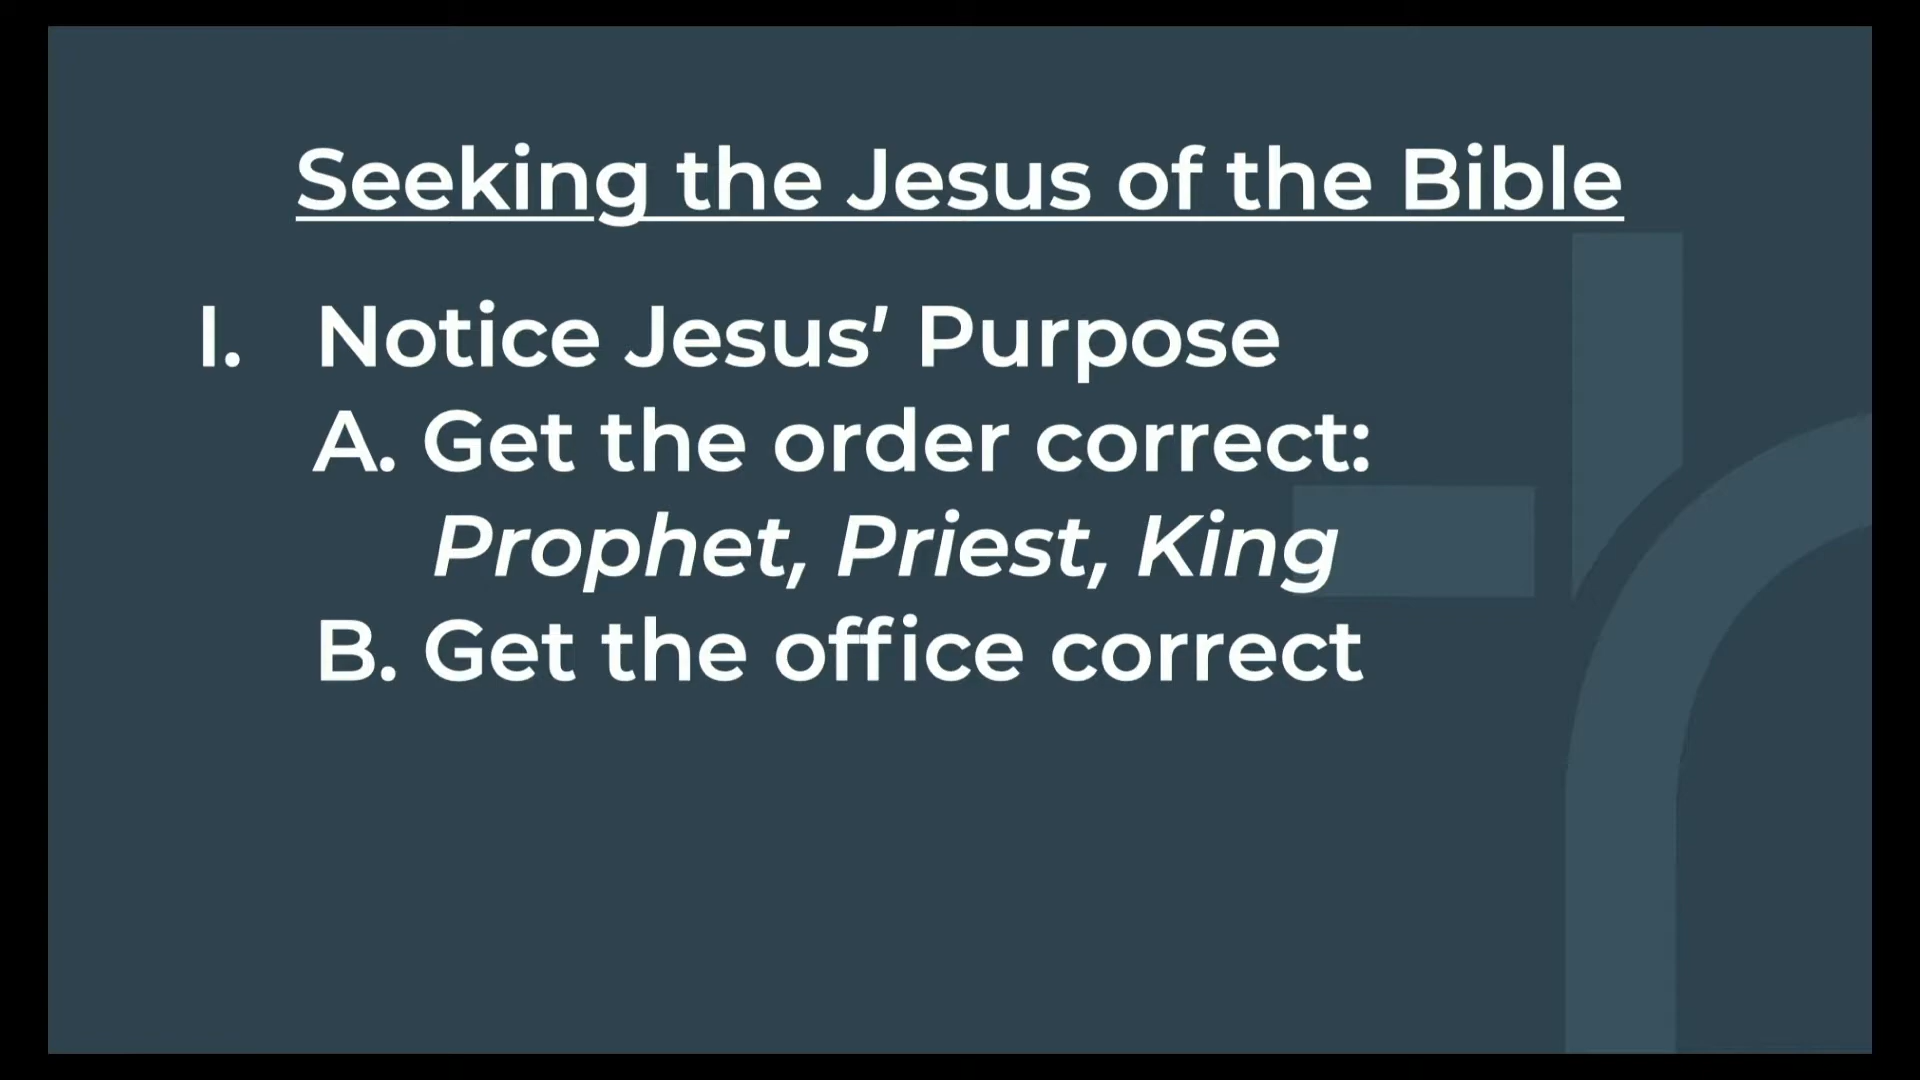 Seeking the Jesus of the Bible
I. Notice Jesus' Purpose
A. Get the order correct:
Prophet, Priest, King
B. Get the office correct